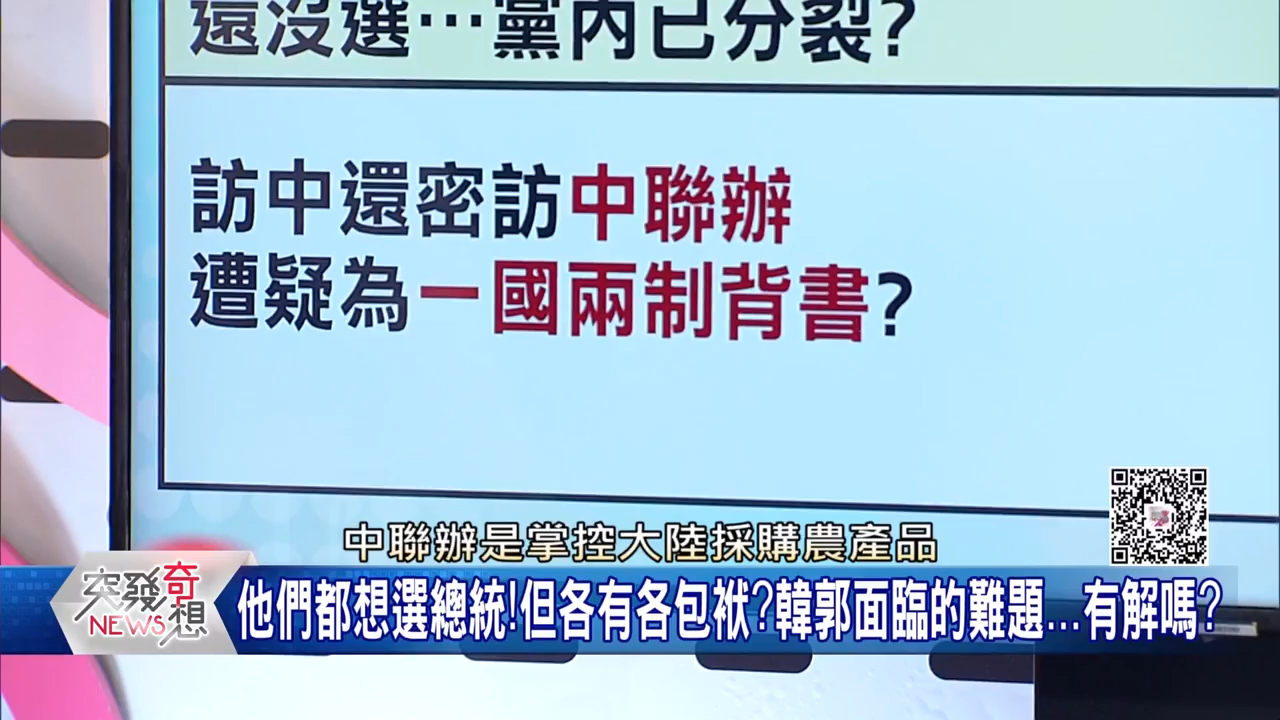 還沒選…黨內已分裂?
訪中還密訪中聯辦
遭疑為一國兩制背書?
中聯辦是掌控大陸採購農產品
突發奇想
NEWS
他們都想選總統!但各有各包袱?韓郭面臨的難題…有解嗎?